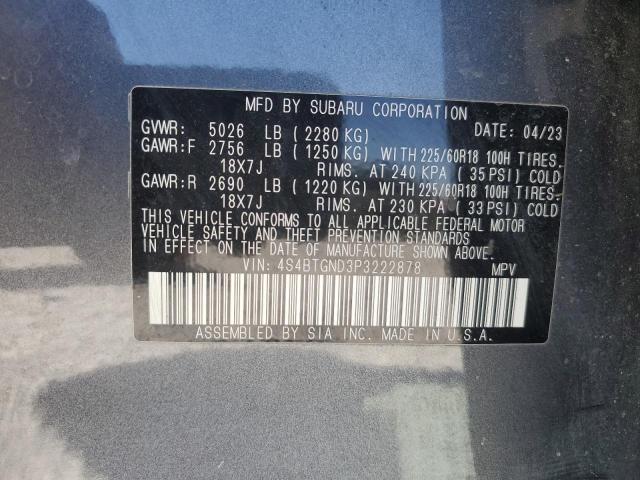 MFD BY SUBARU CORPORATION
GVWR: 5026 LB ( 2280 KG) DATE: 04/23
GAWR:F 2756 LB ( 1250 KG) WITH 225/60R18 100H TIRES.
18X7J RIMS. AT 240 KPA ( 35 PSI) COLD
GAWR:R 2690 LB ( 1220 KG) WITH 225/60R18 100H TIRES.
18X7J RIMS. AT 230 KPA ( 33 PSI) COLD
THIS VEHICLE CONFORMS TO ALL APPLICABLE FEDERAL MOTOR
VEHICLE SAFETY AND THEFT PREVENTION STANDARDS
IN EFFECT ON THE DATE OF MANUFACTURE SHOWN ABOVE.
VIN: 4S4BTGND3P3222878 MPV
ASSEMBLED BY SIA INC. MADE IN U.S.A.